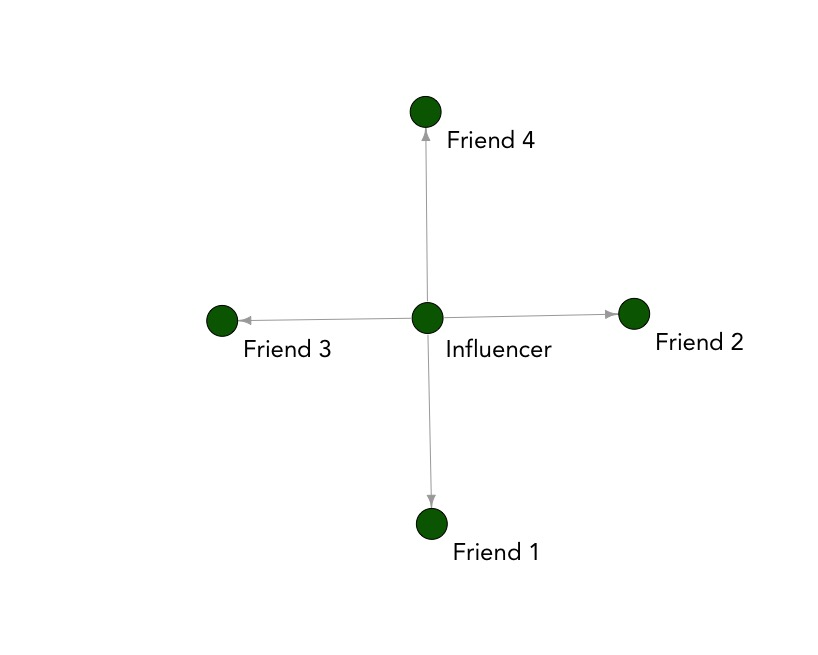 Friend 4
Friend 3
Influencer
Friend 2
Friend 1